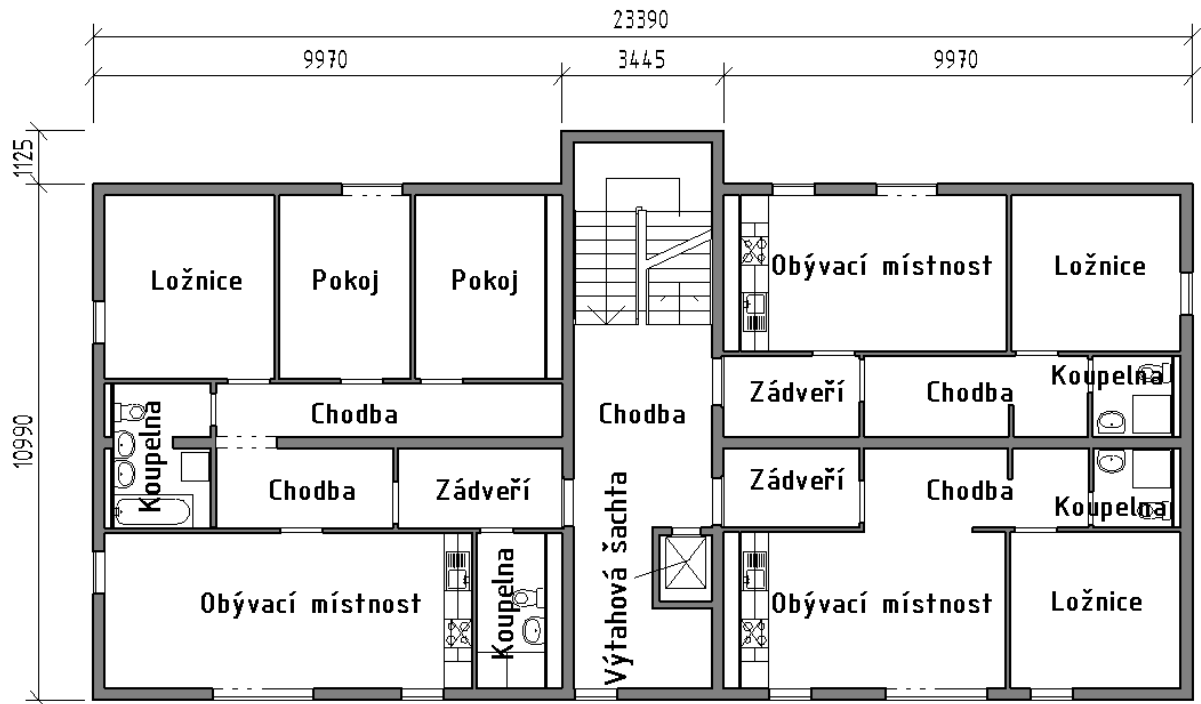 23390
9970
3445
9970
1125
10990
Ložnice
Pokoj
Pokoj
Obývací místnost
Ložnice
Koupelna
Chodba
Chodba
Zádveří
Chodba
Koupelna
Chodba
Zádveří
Zádveří
Chodba
Koupelna
Obývací místnost
Koupelna
Výtahová šachta
Obývací místnost
Ložnice